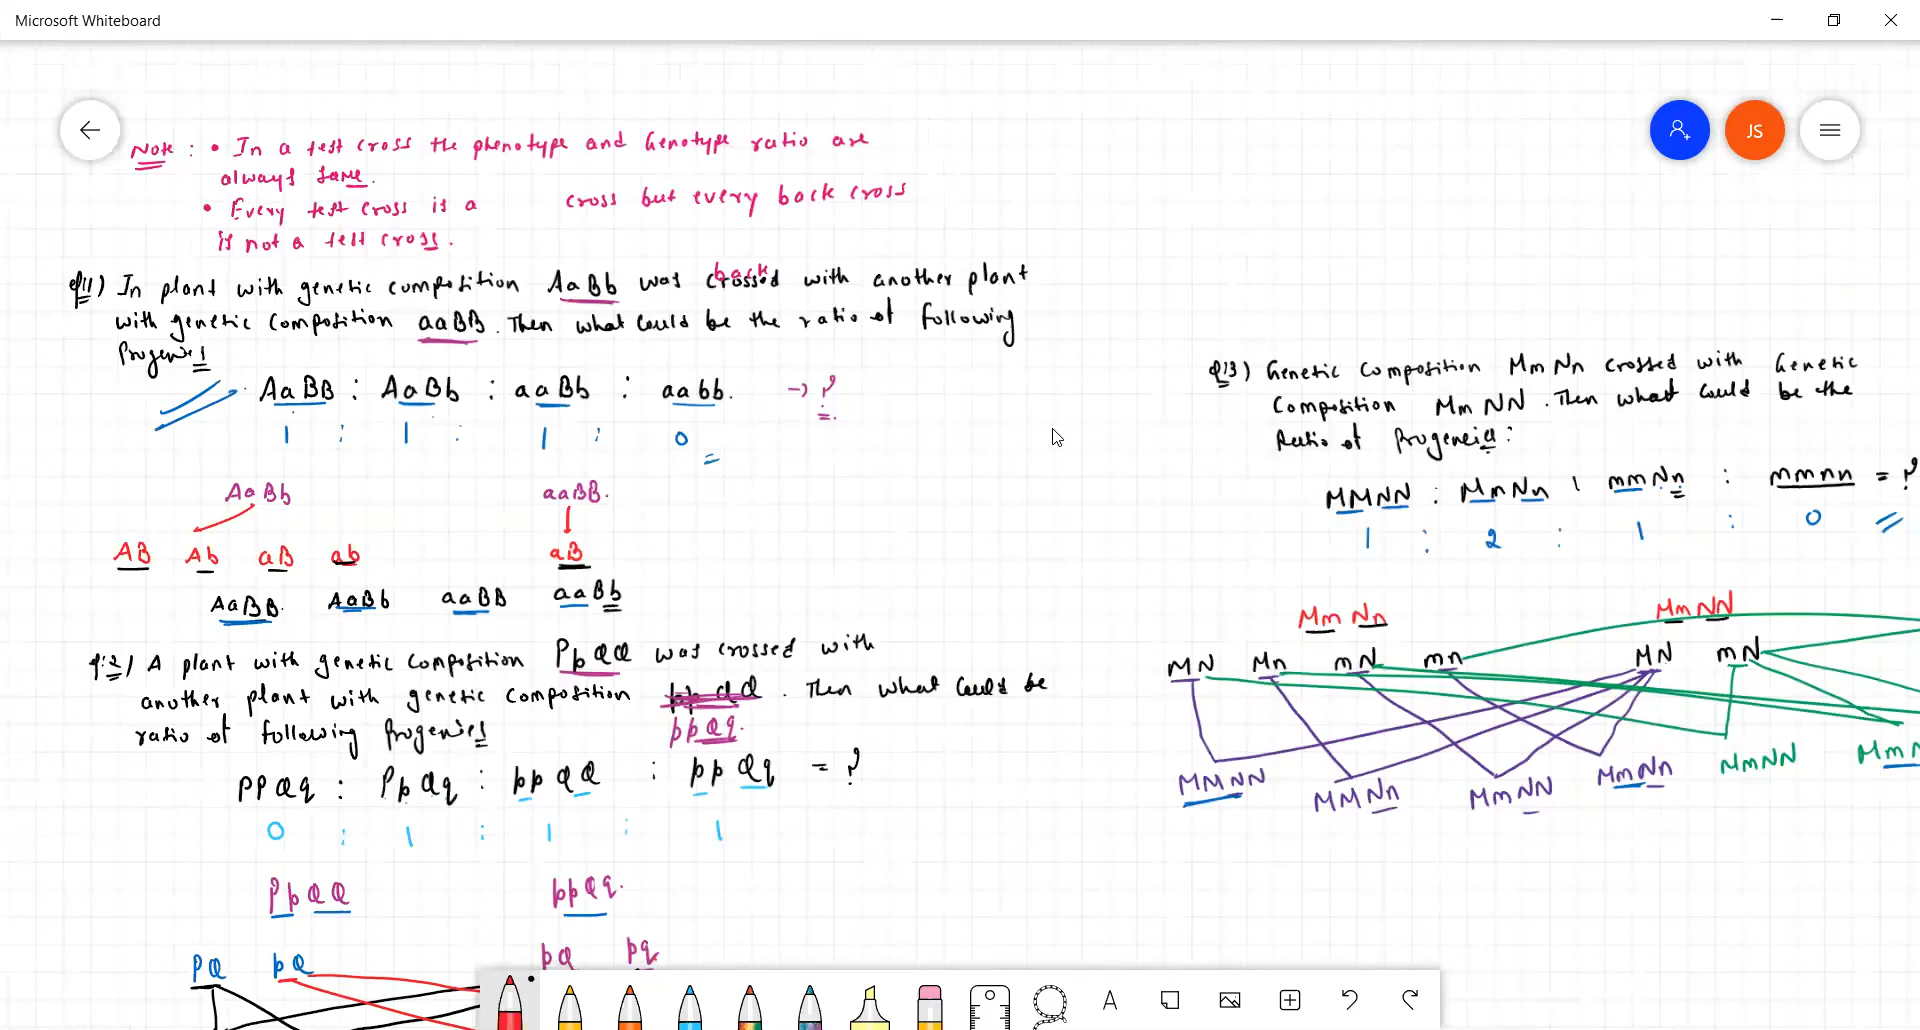 Microsoft Whiteboard
JS
Note : • In a test cross the phenotype and Genotype ratio are
always same.
• Every test cross is a back cross but every back cross
is not a test cross.
Q11) In plant with genetic composition AaBb was crossed with another plant
with genetic composition aaBB. Then what could be the ratio of following
Progenies
AaBB : AaBb : aaBb : aabb. → ?
1 : 1 : 1 : 0
AaBb aaBB.
AB Ab aB ab aB
AaBB. AaBb aaBB aaBb
Q12) A plant with genetic composition PpQQ was crossed with
another plant with genetic composition . Then what could be
ppQq.
ratio of following Progenies
PPQq : PpQq : ppQQ : ppQq = ?
0 : 1 : 1 : 1
PpQQ ppQq.
PQ pQ pQ pq
Q13) Genetic Composition MmNn crossed with Genetic
Composition MmNN. Then what could be the
Ratio of Progenies:
MMNN : MmNn : mmNn : mmnn = ?
1 : 2 : 1 : 0
MmNn MmNN
MN Mn mN mn MN mN
MMNN MMNn MmNN MmNn MmNN